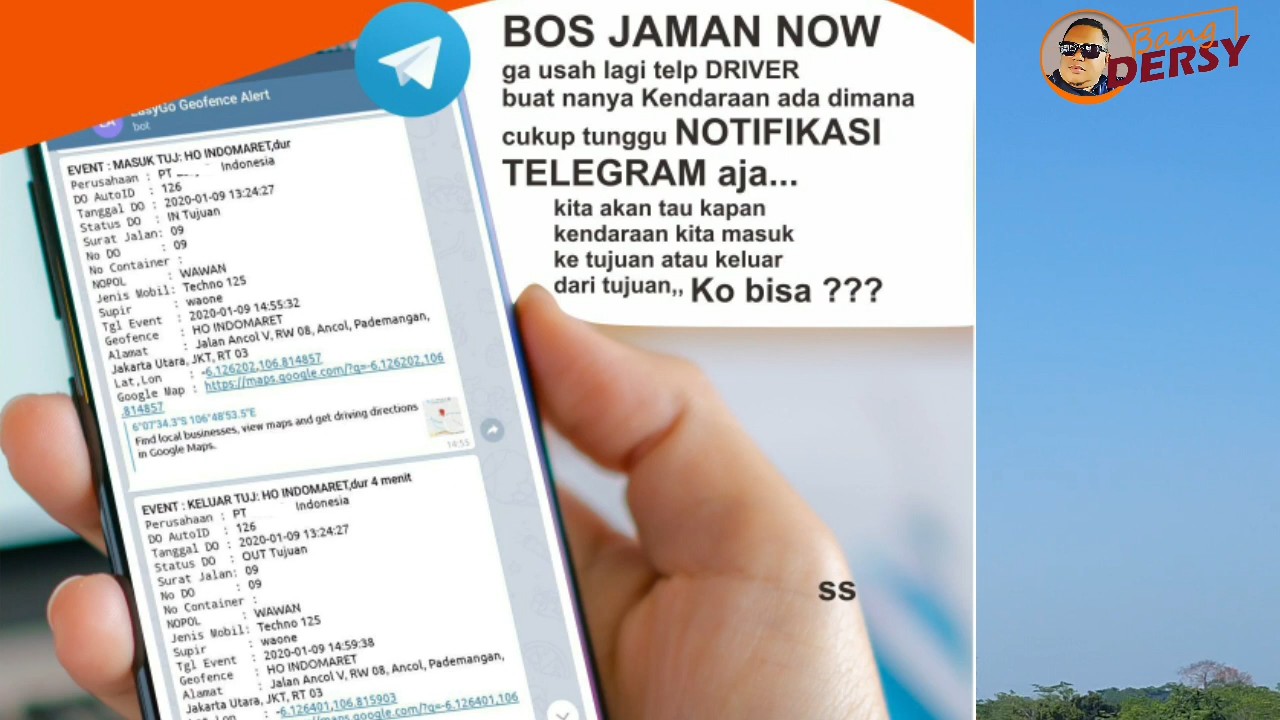 BOS JAMAN NOW
ga usah lagi telp DRIVER
buat nanya Kendaraan ada dimana
cukup tunggu NOTIFIKASI
TELEGRAM aja...
kita akan tau kapan
kendaraan kita masuk
ke tujuan atau keluar
dari tujuan,, Ko bisa ???
Bang
DERSY
EasyGo Geofence Alert
bot
EVENT : MASUK TUJ: HO INDOMARET,dur
Perusahaan : PT Indonesia
DO AutoID : 126
Tanggal DO : 2020-01-09 13:24:27
Status DO : IN Tujuan
Surat Jalan: 09
No DO : 09
No Container :
NOPOL : WAWAN
Jenis Mobil: Techno 125
Supir : waone
Tgl Event : 2020-01-09 14:55:32
Geofence : HO INDOMARET
Alamat : Jalan Ancol V, RW 08, Ancol, Pademangan,
Jakarta Utara, JKT, RT 03
Lat,Lon : -6.126202,106.814857
Google Map : https://maps.google.com/?q=-6.126202,106
.814857
6°07'34.3"S 106°48'53.5"E
Find local businesses, view maps and get driving directions
in Google Maps.
14:55
EVENT : KELUAR TUJ: HO INDOMARET,dur 4 menit
Perusahaan : PT Indonesia
DO AutoID : 126
Tanggal DO : 2020-01-09 13:24:27
Status DO : OUT Tujuan
Surat Jalan: 09
No DO : 09
No Container :
NOPOL : WAWAN
Jenis Mobil: Techno 125
Supir : waone
Tgl Event : 2020-01-09 14:59:38
Geofence : HO INDOMARET
Alamat : Jalan Ancol V, RW 08, Ancol, Pademangan,
Jakarta Utara, JKT, RT 03
-6.126401,106.815903
maps.google.com/?q=-6.126401,106
ss